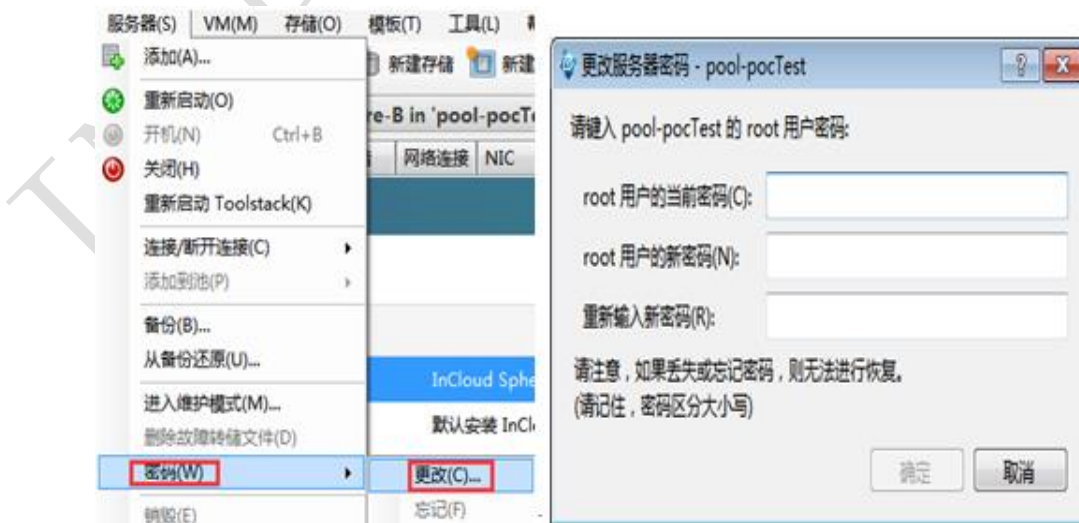 服务器(S) VM(M) 存储(O) 模板(T) 工具(L)
添加(A)...
新建存储 新建
重新启动(O)
re-B in 'pool-pocTe
开机(N) Ctrl+B
网络连接 NIC
关闭(H)
重新启动 Toolstack(K)
连接/断开连接(C)
添加到池(P)
备份(B)...
从备份还原(U)...
InCloud Sphe
进入维护模式(M)...
默认安装 InCl
删除故障转储文件(D)
密码(W)
更改(C)...
销毁(E)
忘记(F)
更改服务器密码 - pool-pocTest
请键入 pool-pocTest 的 root 用户密码:
root 用户的当前密码(C):
root 用户的新密码(N):
重新输入新密码(R):
请注意，如果丢失或忘记密码，则无法进行恢复。
(请记住，密码区分大小写)
确定 取消